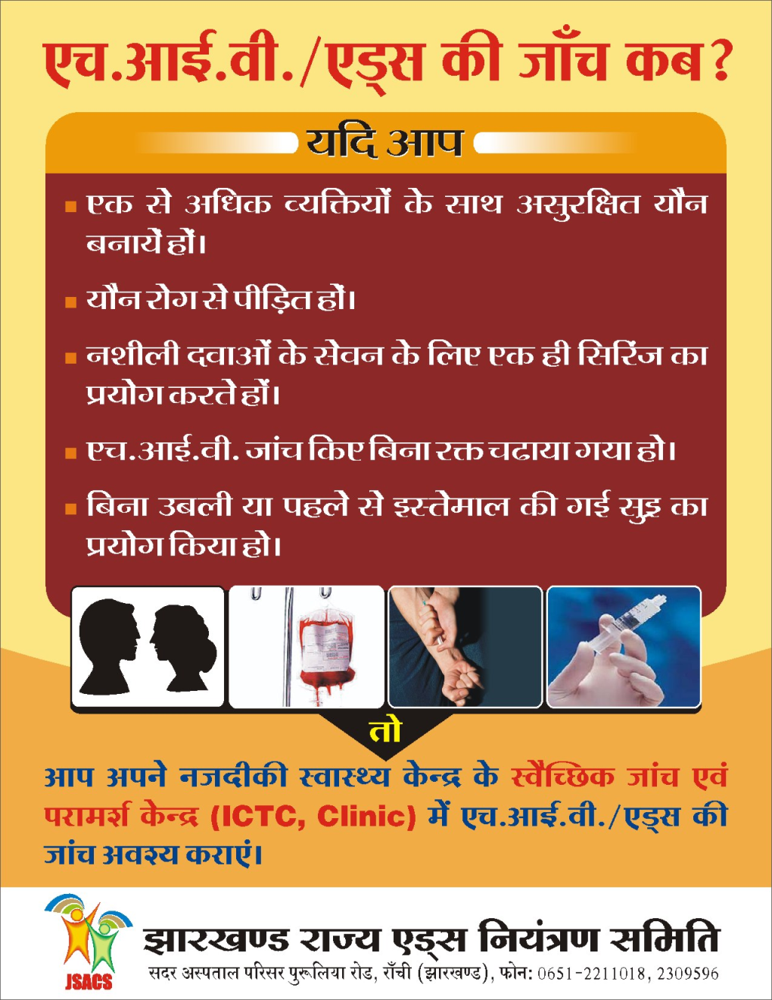 एच.आई.वी./एड्स की जाँच कब?
यदि आप
एक से अधिक व्यक्तियों के साथ असुरक्षित यौन
बनायें हों।
यौन रोग से पीड़ित हों।
नशीली दवाओं के सेवन के लिए एक ही सिरिंज का
प्रयोग करते हों।
एच.आई.वी. जांच किए बिना रक्त चढाया गया हो।
बिना उबली या पहले से इस्तेमाल की गई सुइ का
प्रयोग किया हो।
तो
आप अपने नजदीकी स्वास्थ्य केन्द्र के स्वैच्छिक जांच एवं
परामर्श केन्द्र (ICTC, Clinic) में एच.आई.वी./एड्स की
जांच अवश्य कराएं।
झारखण्ड राज्य एड्स नियंत्रण समिति
सदर अस्पताल परिसर पुरूलिया रोड, राँची (झारखण्ड), फोन: 0651-2211018, 2309596
JSACS